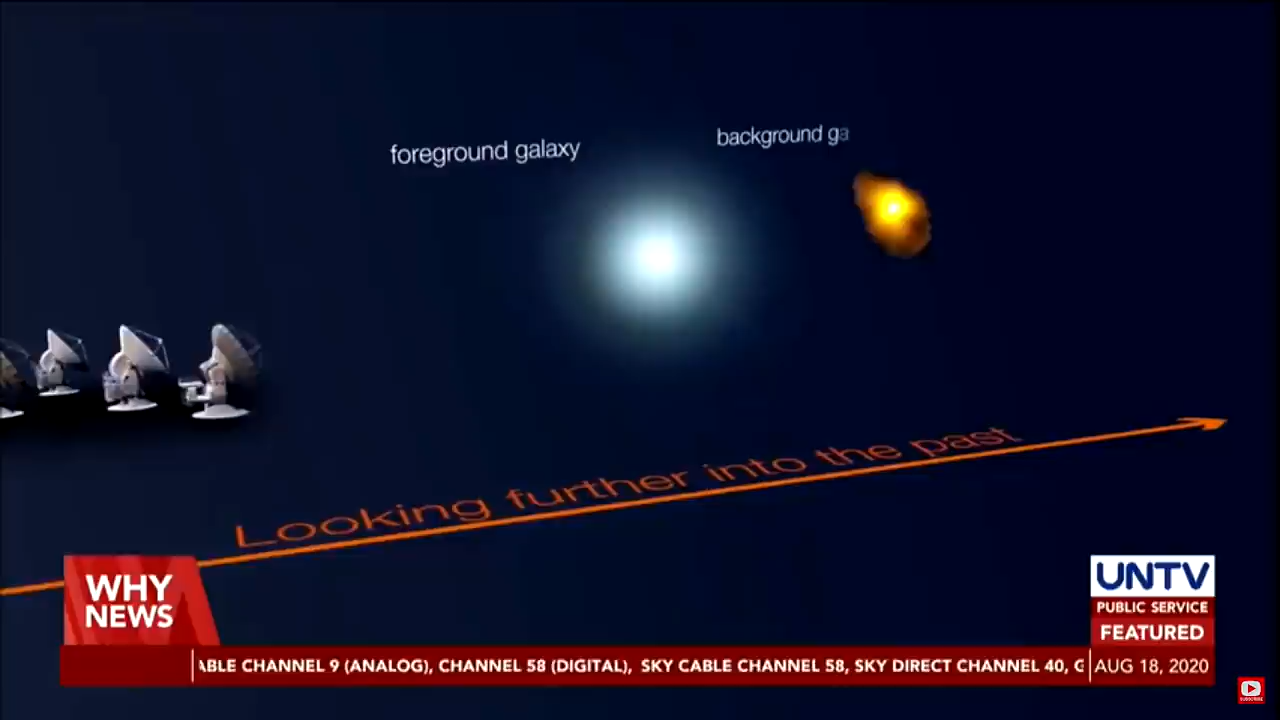 foreground galaxy
background ga
Looking further into the past
WHY
NEWS
UNTV
PUBLIC SERVICE
FEATURED
ABLE CHANNEL 9 (ANALOG), CHANNEL 58 (DIGITAL), SKY CABLE CHANNEL 58, SKY DIRECT CHANNEL 40, G
AUG 18, 2020
SUBSCRIBE